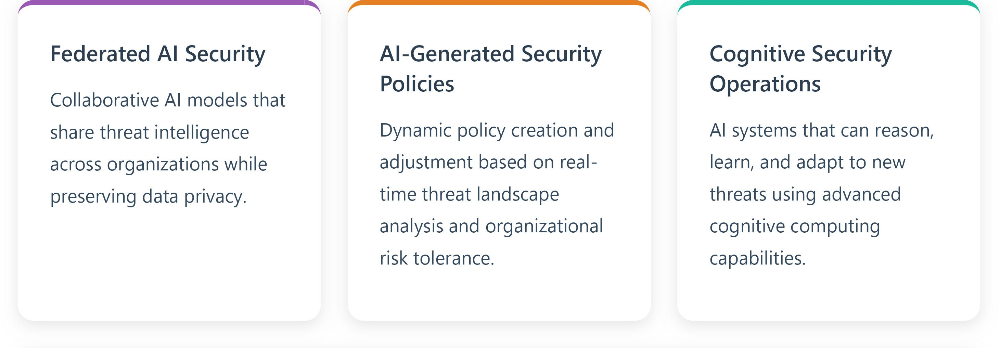 Federated AI Security
Collaborative AI models that
share threat intelligence
across organizations while
preserving data privacy.
AI-Generated Security
Policies
Dynamic policy creation and
adjustment based on real-
time threat landscape
analysis and organizational
risk tolerance.
Cognitive Security
Operations
AI systems that can reason,
learn, and adapt to new
threats using advanced
cognitive computing
capabilities.